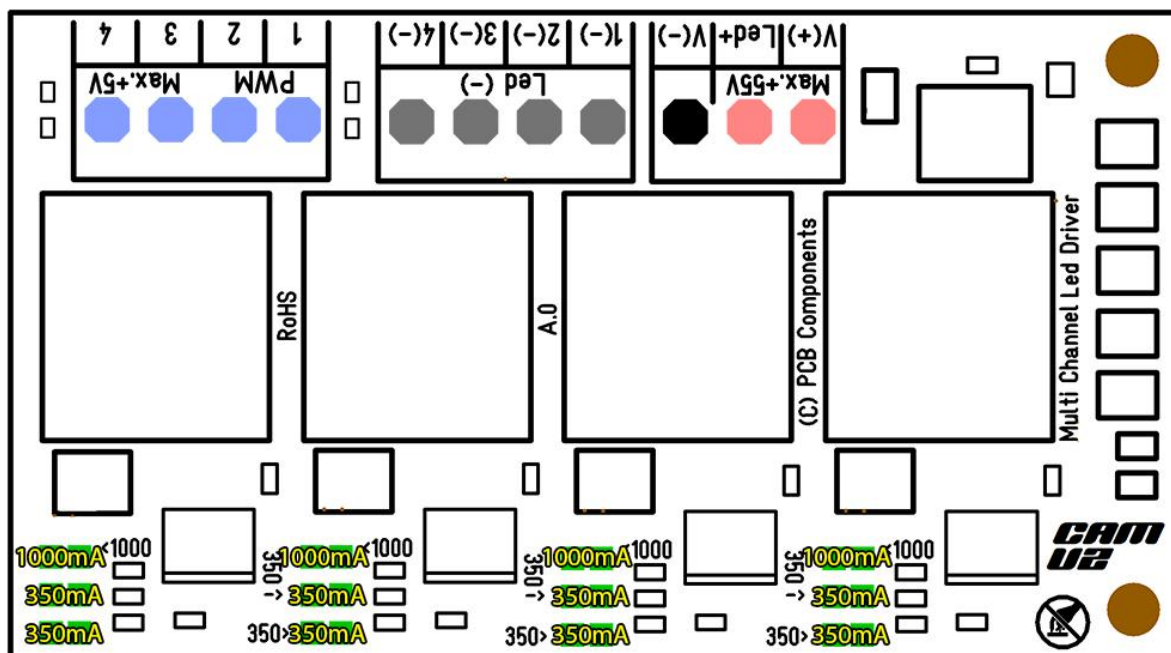 4 3 2 1
Max.+5V PWM
4(-) 3(-) 2(-) 1(-)
Led (-)
V(-) Led+ V(+)
Max.+55V
RoHS
A.0
(C) PCB Components
Multi Channel Led Driver
1000mA <1000
350mA
350mA
350->
1000mA <1000
350mA
350> 350mA
350->
1000mA <1000
350mA
350> 350mA
350->
1000mA <1000
350mA
350> 350mA
CAM
V2